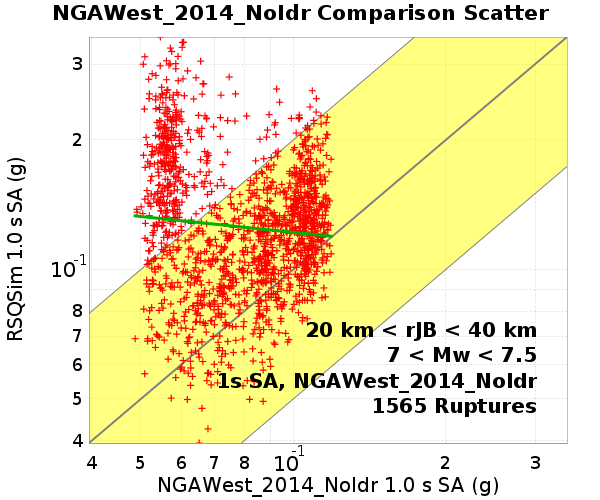 NGAWest_2014_NoIdr Comparison Scatter
RSQSim 1.0 s SA (g)
3
2
10⁻¹
8
7
6
5
4
20 km < rJB < 40 km
7 < Mw < 7.5
1s SA, NGAWest_2014_NoIdr
1565 Ruptures
4 5 6 7 8 10⁻¹ 2 3
NGAWest_2014_NoIdr 1.0 s SA (g)